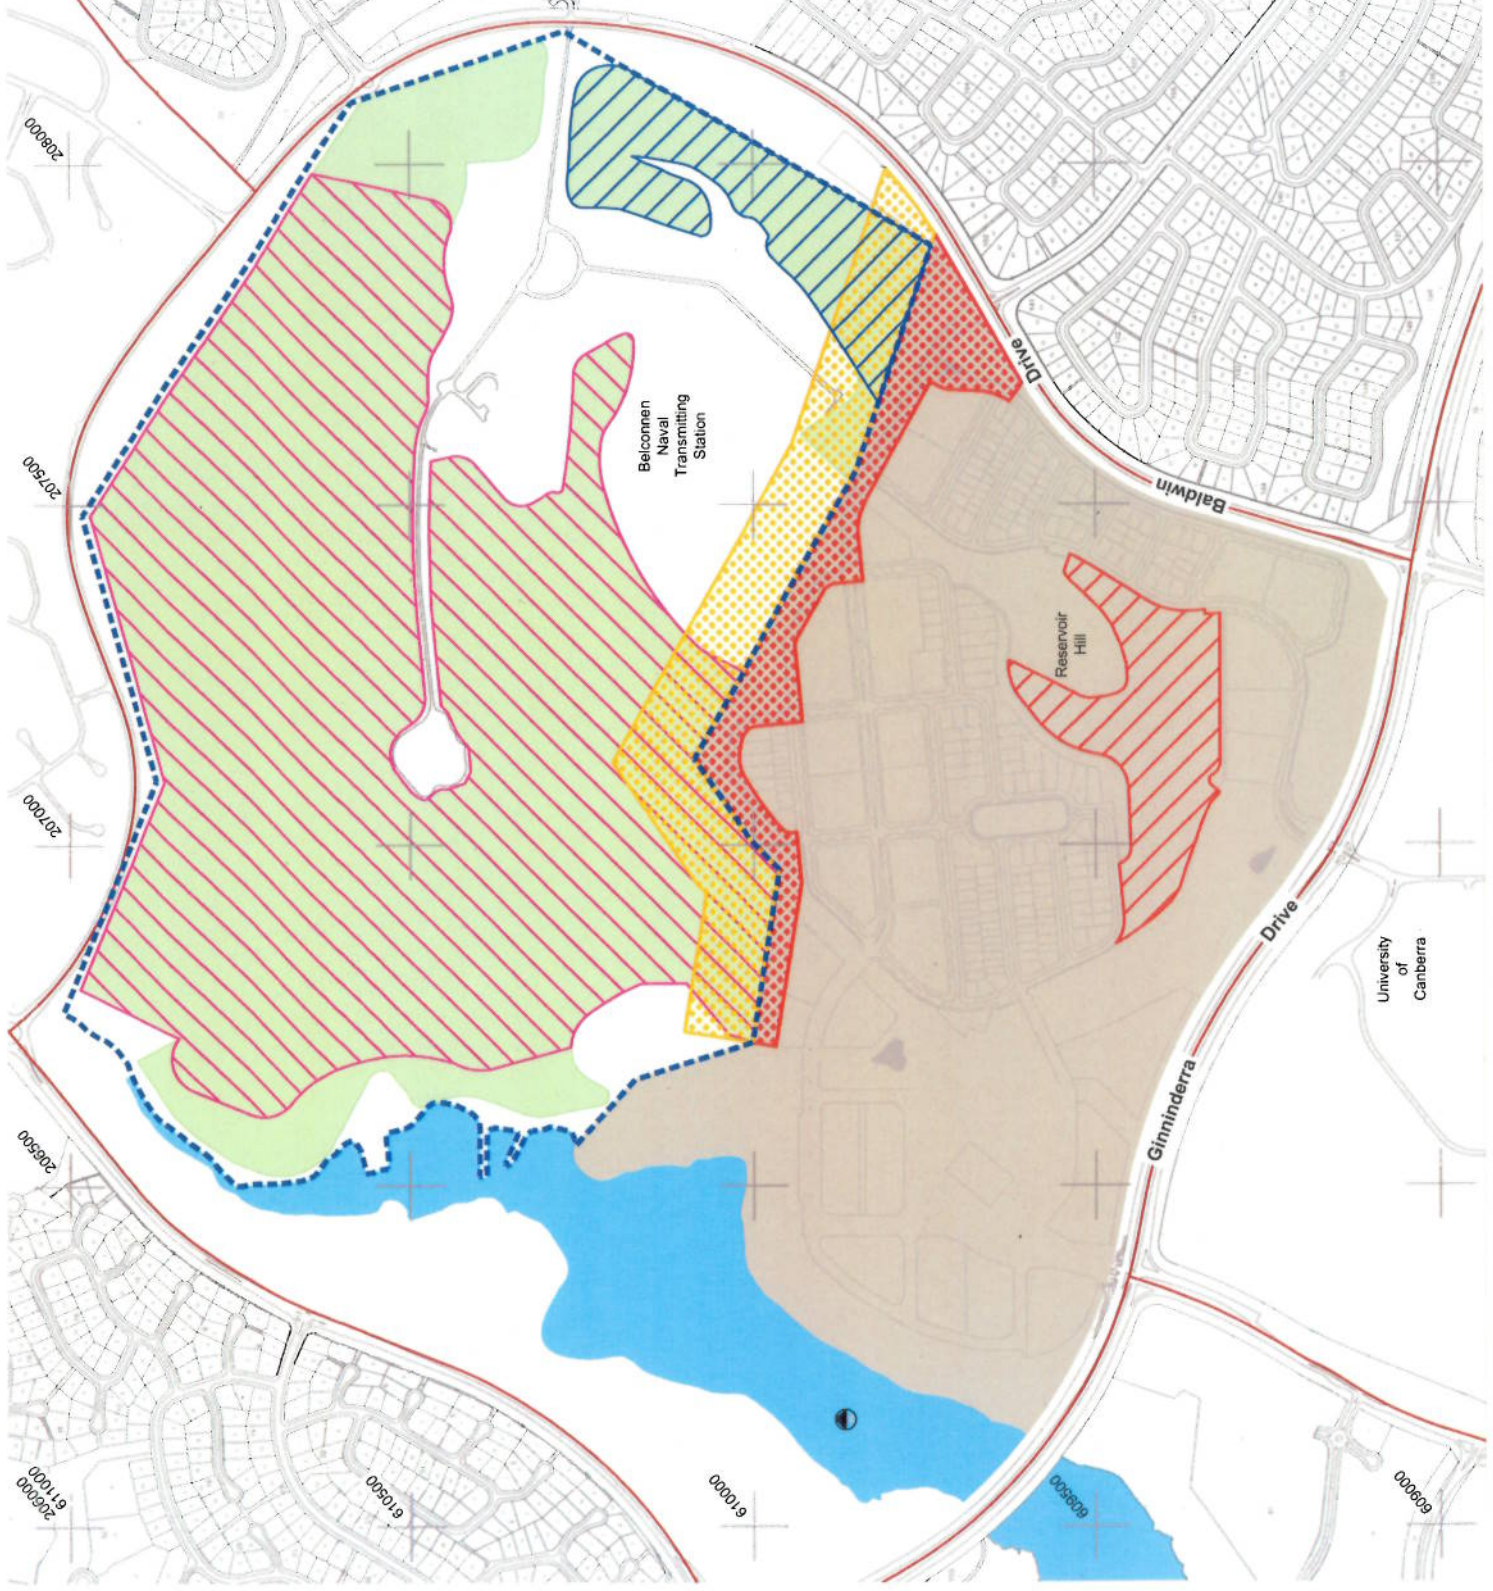 208000
207500
207000
206500
206000
611000
610500
610000
609500
609000
Belconnen
Naval
Transmitting
Station
Reservoir
Hill
University
of
Canberra
Baldwin
Drive
Ginninderra
Drive